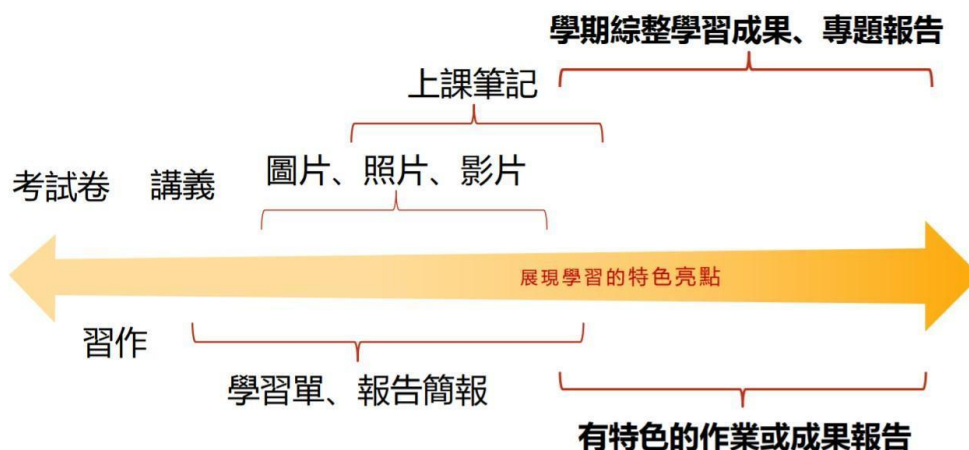 學期綜整學習成果、專題報告
上課筆記
圖片、照片、影片
考試卷 講義
展現學習的特色亮點
習作
學習單、報告簡報
有特色的作業或成果報告